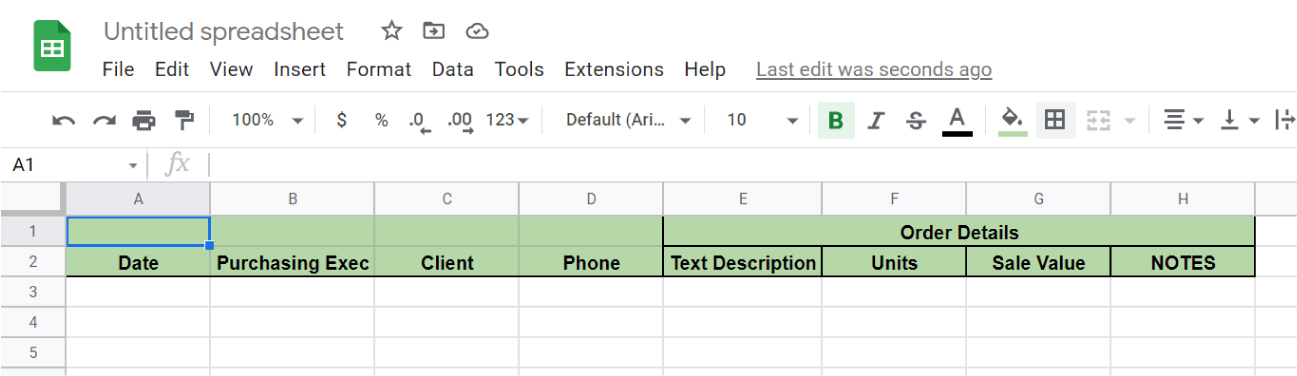 Untitled spreadsheet
File Edit View Insert Format Data Tools Extensions Help Last edit was seconds ago
100% $ % .0 .00 123 Default (Ari... 10 B I S A
A1 fx
A B C D E F G H
1 Order Details
2 Date Purchasing Exec Client Phone Text Description Units Sale Value NOTES
3
4
5